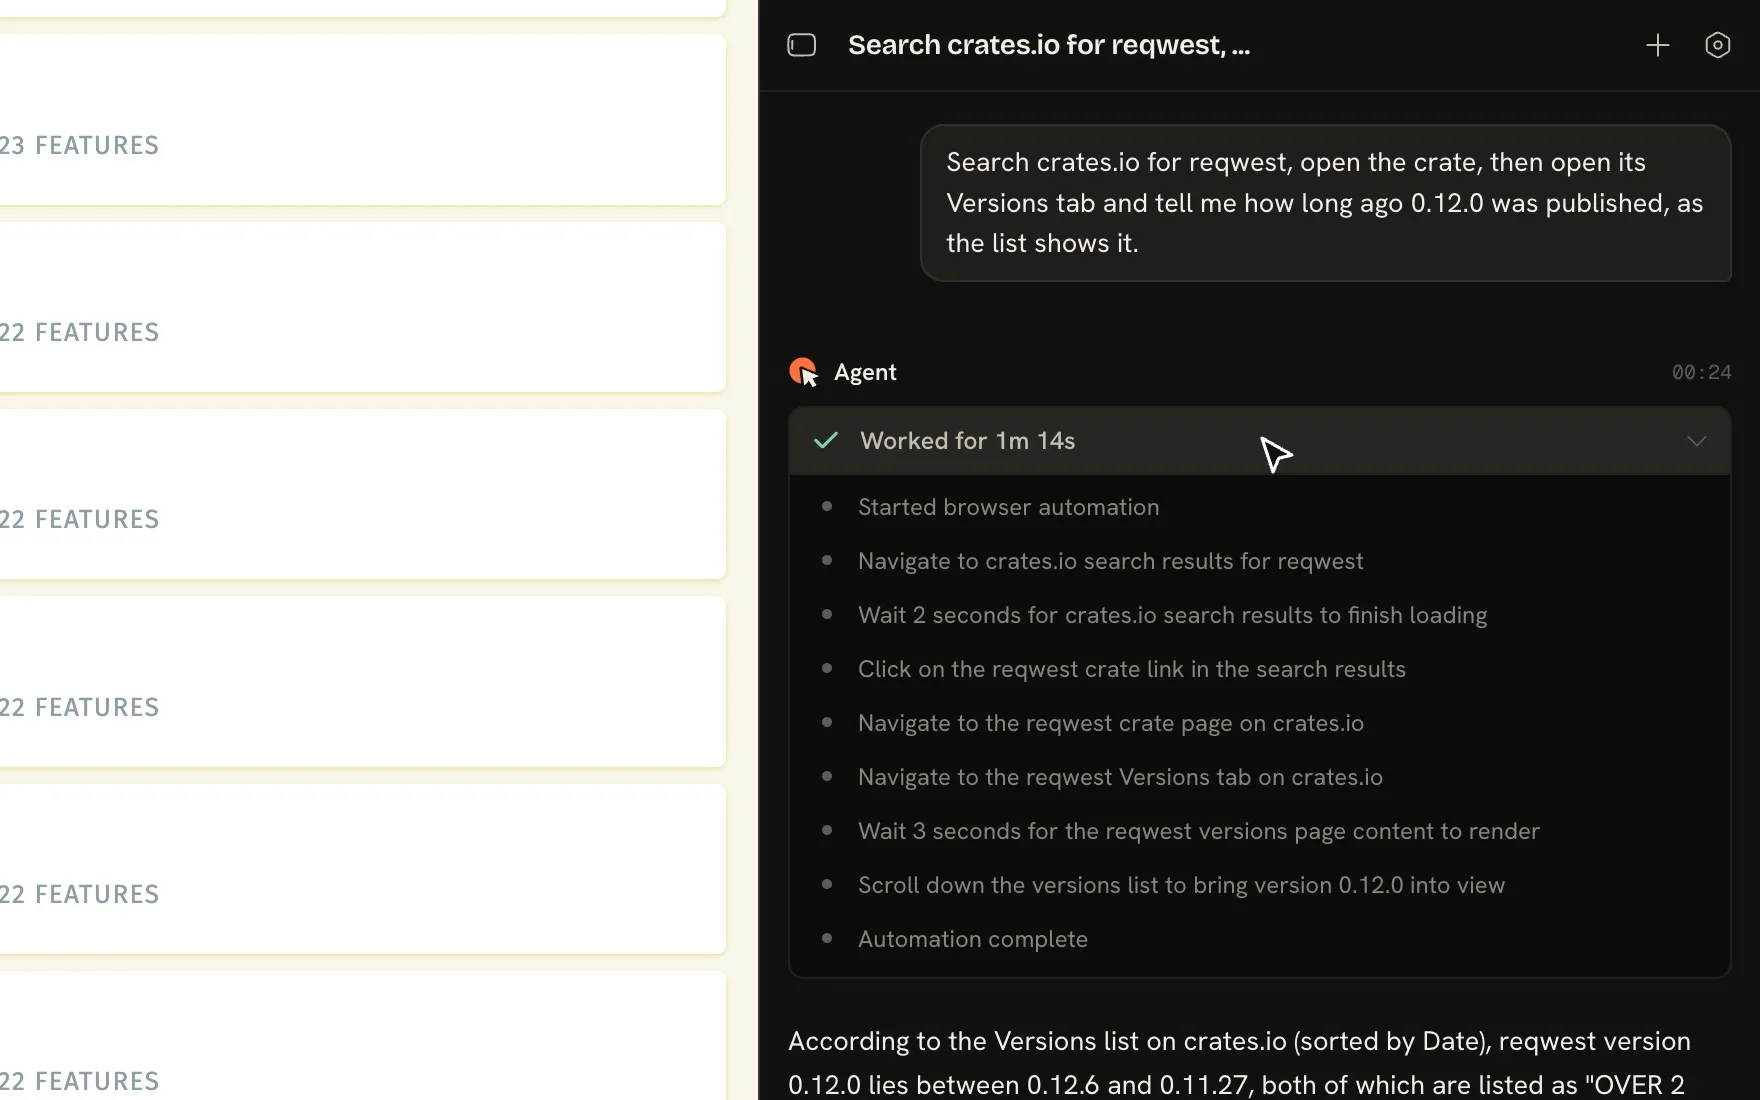 23 FEATURES
22 FEATURES
22 FEATURES
22 FEATURES
22 FEATURES
22 FEATURES
Search crates.io for reqwest, ...
Search crates.io for reqwest, open the crate, then open its
Versions tab and tell me how long ago 0.12.0 was published, as
the list shows it.
Agent
00:24
Worked for 1m 14s
Started browser automation
Navigate to crates.io search results for reqwest
Wait 2 seconds for crates.io search results to finish loading
Click on the reqwest crate link in the search results
Navigate to the reqwest crate page on crates.io
Navigate to the reqwest Versions tab on crates.io
Wait 3 seconds for the reqwest versions page content to render
Scroll down the versions list to bring version 0.12.0 into view
Automation complete
According to the Versions list on crates.io (sorted by Date), reqwest version
0.12.0 lies between 0.12.6 and 0.11.27, both of which are listed as "OVER 2